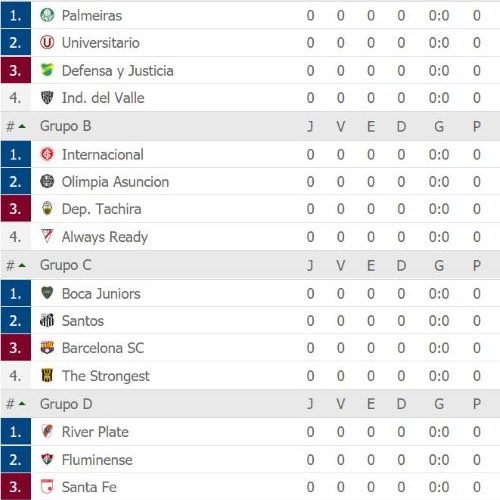 1. Palmeiras 0 0 0 0 0:0 0
2. Universitario 0 0 0 0 0:0 0
3. Defensa y Justicia 0 0 0 0 0:0 0
4. Ind. del Valle 0 0 0 0 0:0 0
# Grupo B J V E D G P
1. Internacional 0 0 0 0 0:0 0
2. Olimpia Asuncion 0 0 0 0 0:0 0
3. Dep. Tachira 0 0 0 0 0:0 0
4. Always Ready 0 0 0 0 0:0 0
# Grupo C J V E D G P
1. Boca Juniors 0 0 0 0 0:0 0
2. Santos 0 0 0 0 0:0 0
3. Barcelona SC 0 0 0 0 0:0 0
4. The Strongest 0 0 0 0 0:0 0
# Grupo D J V E D G P
1. River Plate 0 0 0 0 0:0 0
2. Fluminense 0 0 0 0 0:0 0
3. Santa Fe 0 0 0 0 0:0 0